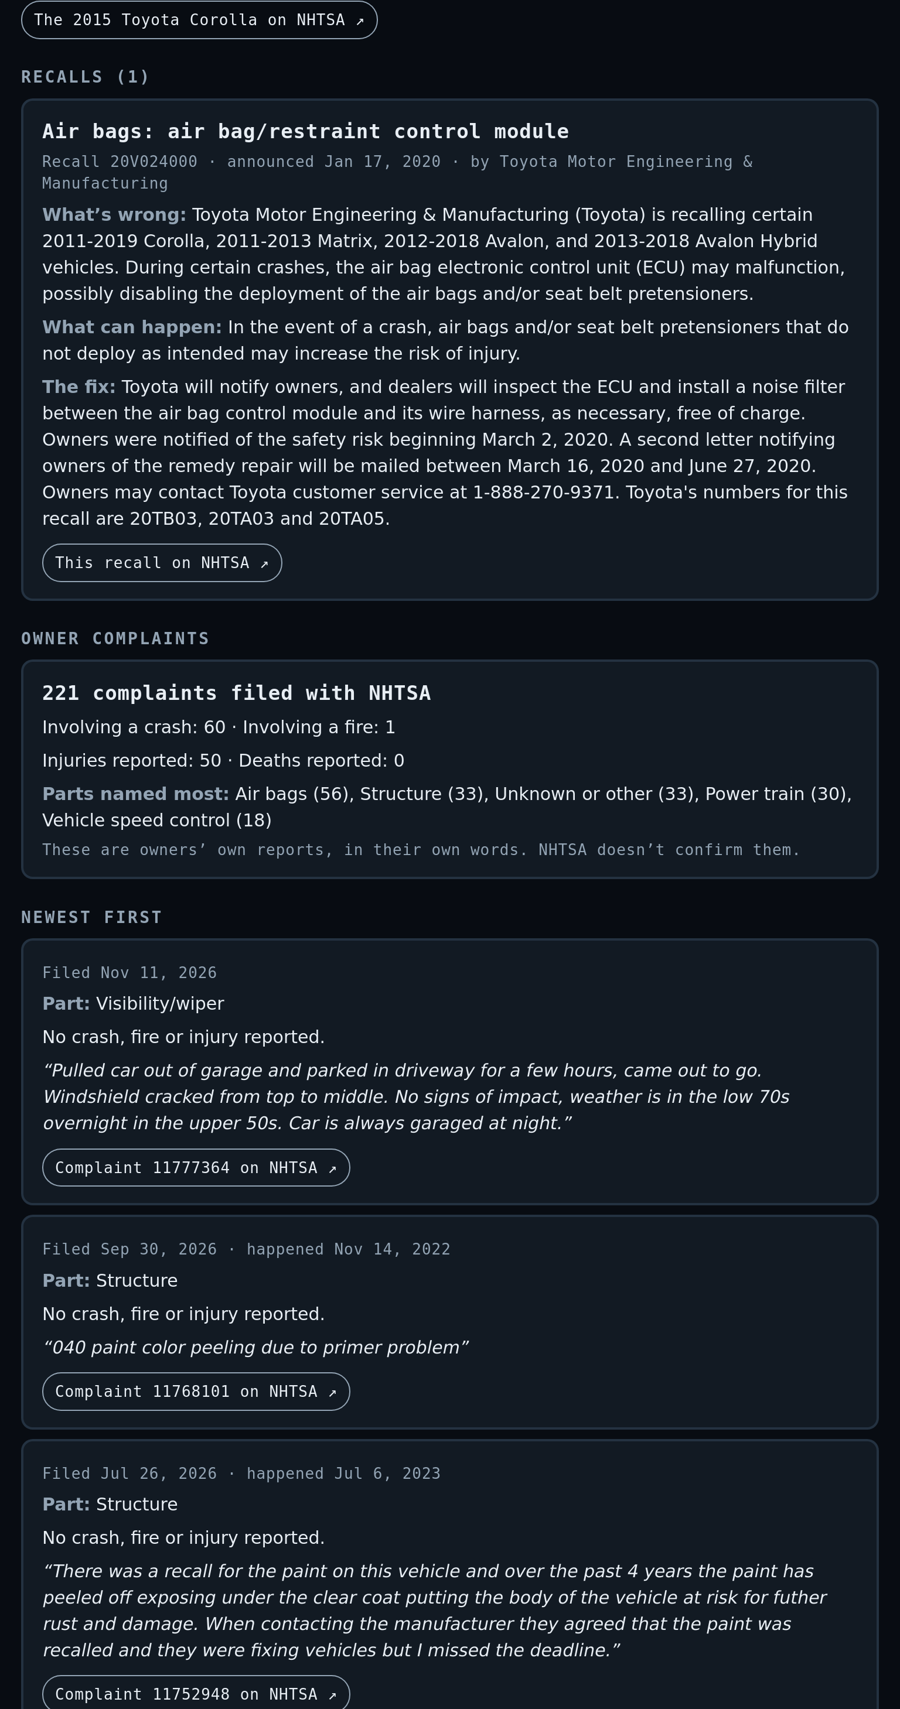 The 2015 Toyota Corolla on NHTSA ↗
RECALLS (1)
Air bags: air bag/restraint control module
Recall 20V024000 · announced Jan 17, 2020 · by Toyota Motor Engineering &
Manufacturing
What’s wrong: Toyota Motor Engineering & Manufacturing (Toyota) is recalling certain
2011-2019 Corolla, 2011-2013 Matrix, 2012-2018 Avalon, and 2013-2018 Avalon Hybrid
vehicles. During certain crashes, the air bag electronic control unit (ECU) may malfunction,
possibly disabling the deployment of the air bags and/or seat belt pretensioners.
What can happen: In the event of a crash, air bags and/or seat belt pretensioners that do
not deploy as intended may increase the risk of injury.
The fix: Toyota will notify owners, and dealers will inspect the ECU and install a noise filter
between the air bag control module and its wire harness, as necessary, free of charge.
Owners were notified of the safety risk beginning March 2, 2020. A second letter notifying
owners of the remedy repair will be mailed between March 16, 2020 and June 27, 2020.
Owners may contact Toyota customer service at 1-888-270-9371. Toyota's numbers for this
recall are 20TB03, 20TA03 and 20TA05.
This recall on NHTSA ↗
OWNER COMPLAINTS
221 complaints filed with NHTSA
Involving a crash: 60 · Involving a fire: 1
Injuries reported: 50 · Deaths reported: 0
Parts named most: Air bags (56), Structure (33), Unknown or other (33), Power train (30),
Vehicle speed control (18)
These are owners’ own reports, in their own words. NHTSA doesn’t confirm them.
NEWEST FIRST
Filed Nov 11, 2026
Part: Visibility/wiper
No crash, fire or injury reported.
“Pulled car out of garage and parked in driveway for a few hours, came out to go.
Windshield cracked from top to middle. No signs of impact, weather is in the low 70s
overnight in the upper 50s. Car is always garaged at night.”
Complaint 11777364 on NHTSA ↗
Filed Sep 30, 2026 · happened Nov 14, 2022
Part: Structure
No crash, fire or injury reported.
“040 paint color peeling due to primer problem”
Complaint 11768101 on NHTSA ↗
Filed Jul 26, 2026 · happened Jul 6, 2023
Part: Structure
No crash, fire or injury reported.
“There was a recall for the paint on this vehicle and over the past 4 years the paint has
peeled off exposing under the clear coat putting the body of the vehicle at risk for futher
rust and damage. When contacting the manufacturer they agreed that the paint was
recalled and they were fixing vehicles but I missed the deadline.”
Complaint 11752948 on NHTSA ↗